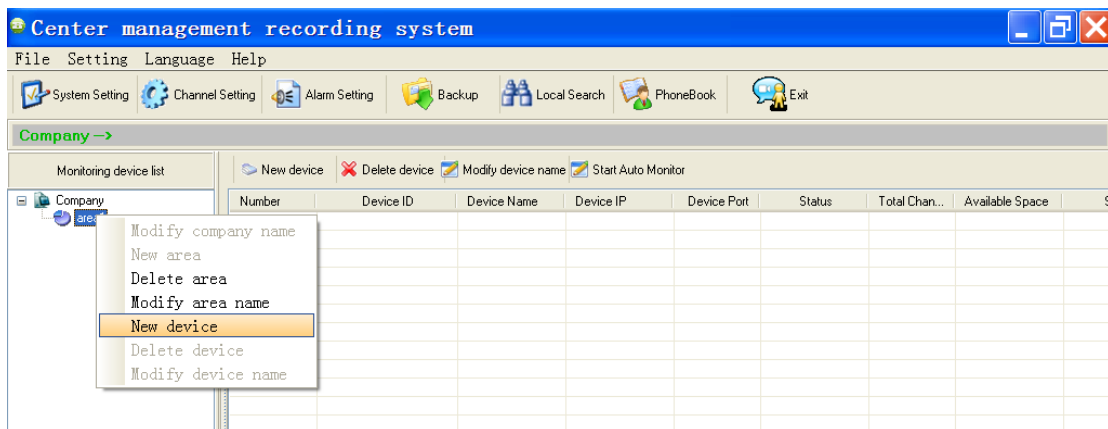 Center management recording system
File Setting Language Help
System Setting Channel Setting Alarm Setting Backup Local Search PhoneBook Exit
Company -->
Monitoring device list New device Delete device Modify device name Start Auto Monitor
Company Number Device ID Device Name Device IP Device Port Status Total Chan... Available Space
Modify company name
New area
Delete area
Modify area name
New device
Delete device
Modify device name